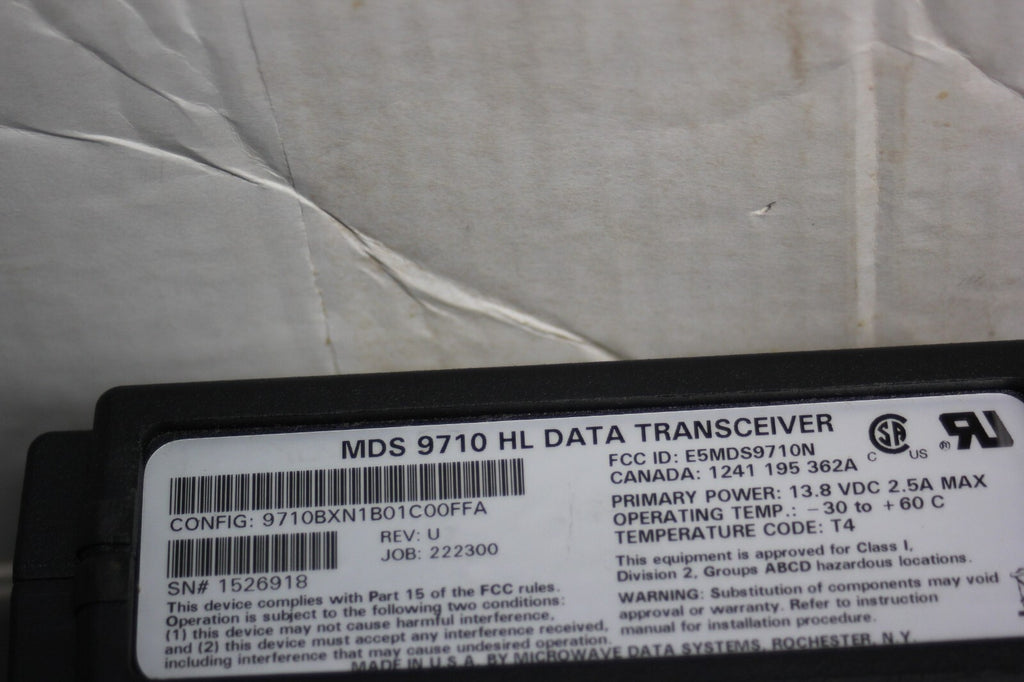 MDS 9710 HL DATA TRANSCEIVER
CONFIG: 9710BXN1B01C00FFA
REV: U
JOB: 222300
SN# 1526918
This device complies with Part 15 of the FCC rules.
Operation is subject to the following two conditions:
(1) this device may not cause harmful interference,
and (2) this device must accept any interference received,
including interference that may cause undesired operation.
FCC ID: E5MDS9710N
CANADA: 1241 195 362A
C SA US
® RU
PRIMARY POWER: 13.8 VDC 2.5A MAX
OPERATING TEMP.: –30 to +60 C
TEMPERATURE CODE: T4
This equipment is approved for Class I,
Division 2, Groups ABCD hazardous locations.
WARNING: Substitution of components may void
approval or warranty. Refer to instruction
manual for installation procedure.
MADE IN U.S.A. BY MICROWAVE DATA SYSTEMS, ROCHESTER, N.Y.